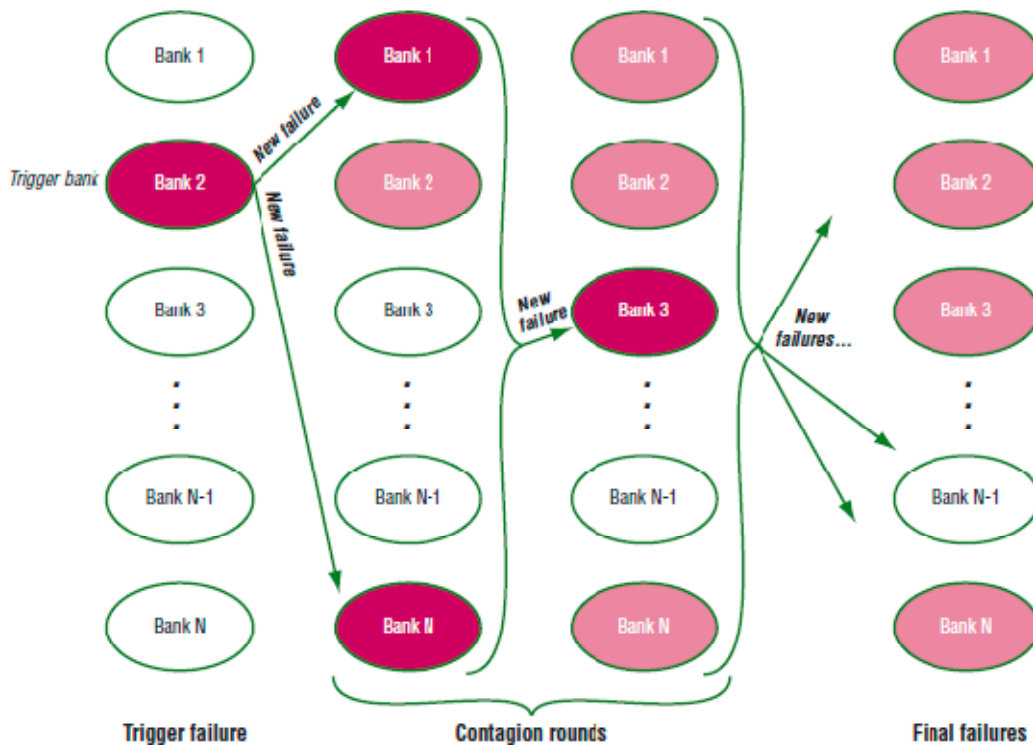 Bank 1
Bank 1
Bank 1
Bank 1
New failure
Trigger bank
Bank 2
Bank 2
Bank 2
Bank 2
New failure
Bank 3
Bank 3
New
failure
Bank 3
New
failures...
Bank 3
Bank N-1
Bank N-1
Bank N-1
Bank N-1
Bank N
Bank N
Bank N
Bank N
Trigger failure
Contagion rounds
Final failures